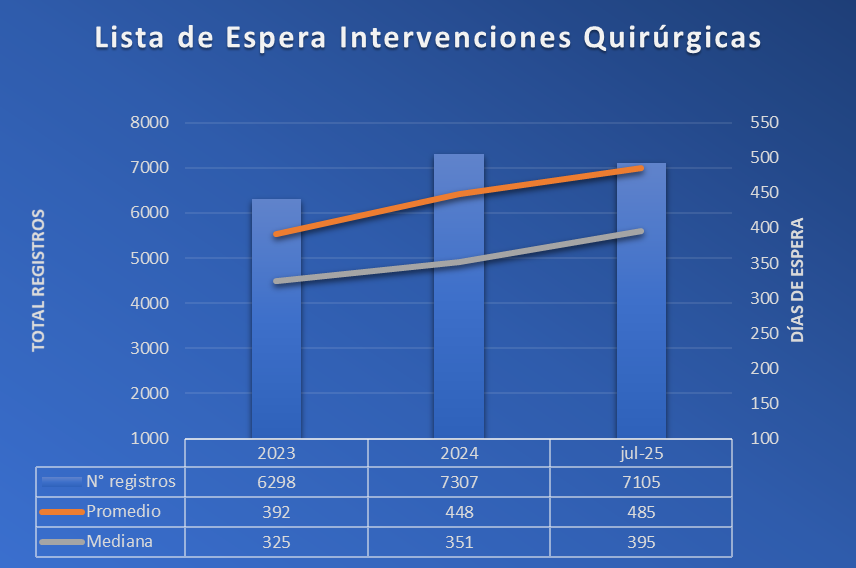 Lista de Espera Intervenciones Quirúrgicas
8000
7000
6000
5000
4000
3000
2000
1000
TOTAL REGISTROS
550
500
450
400
350
300
250
200
150
100
DÍAS DE ESPERA
2023 2024 jul-25
N° registros 6298 7307 7105
Promedio 392 448 485
Mediana 325 351 395